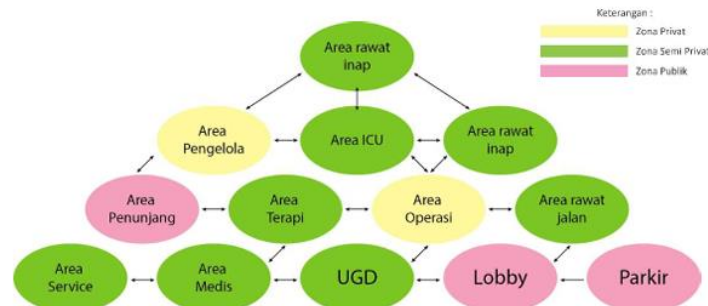 Keterangan :
Zona Privat
Zona Semi Privat
Zona Publik
Area rawat
inap
Area
Pengelola
Area ICU
Area rawat
inap
Area
Penunjang
Area
Terapi
Area
Operasi
Area rawat
jalan
Area
Service
Area
Medis
UGD
Lobby
Parkir